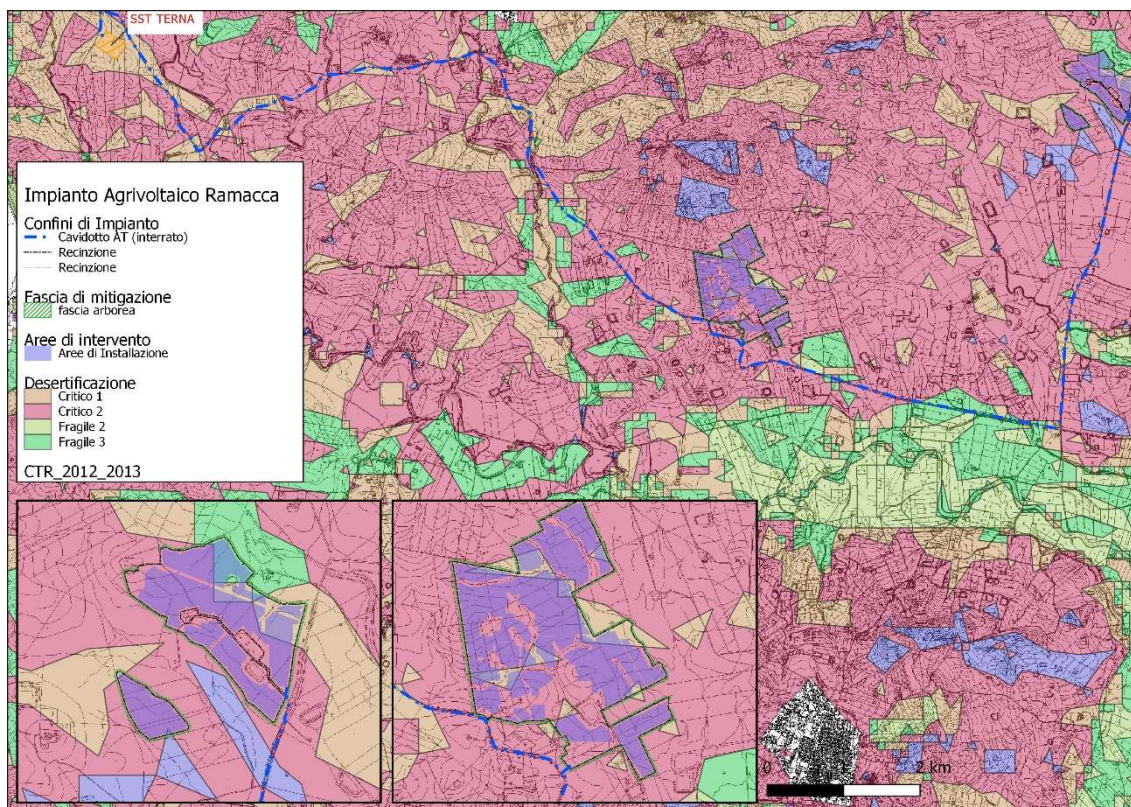 SST TERNA
Impianto Agrivoltaico Ramacca
Confini di Impianto
Cavidotto AT (interrato)
Recinzione
Recinzione
Fascia di mitigazione
fascia arborea
Aree di intervento
Aree di Installazione
Desertificazione
Critico 1
Critico 2
Fragile 2
Fragile 3
CTR_2012_2013
0 1 2 km